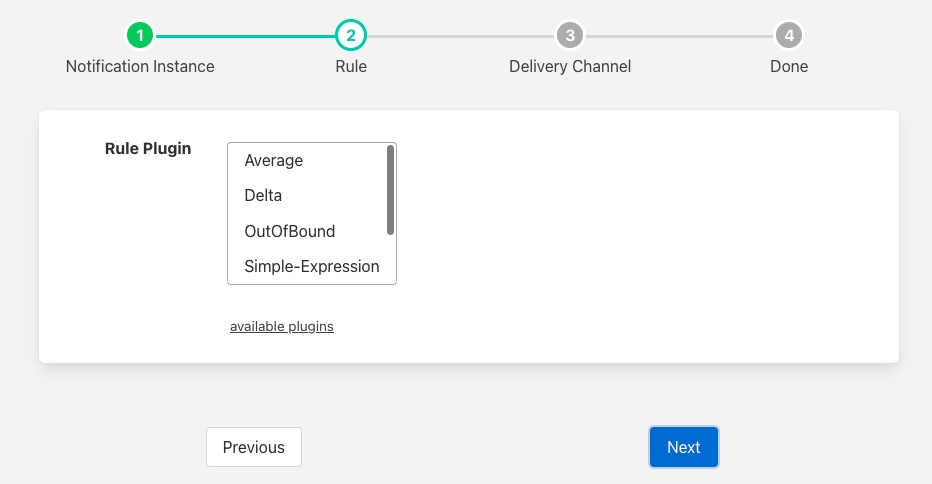 1 2 3 4
Notification Instance Rule Delivery Channel Done
Rule Plugin
Average
Delta
OutOfBound
Simple-Expression
available plugins
Previous Next